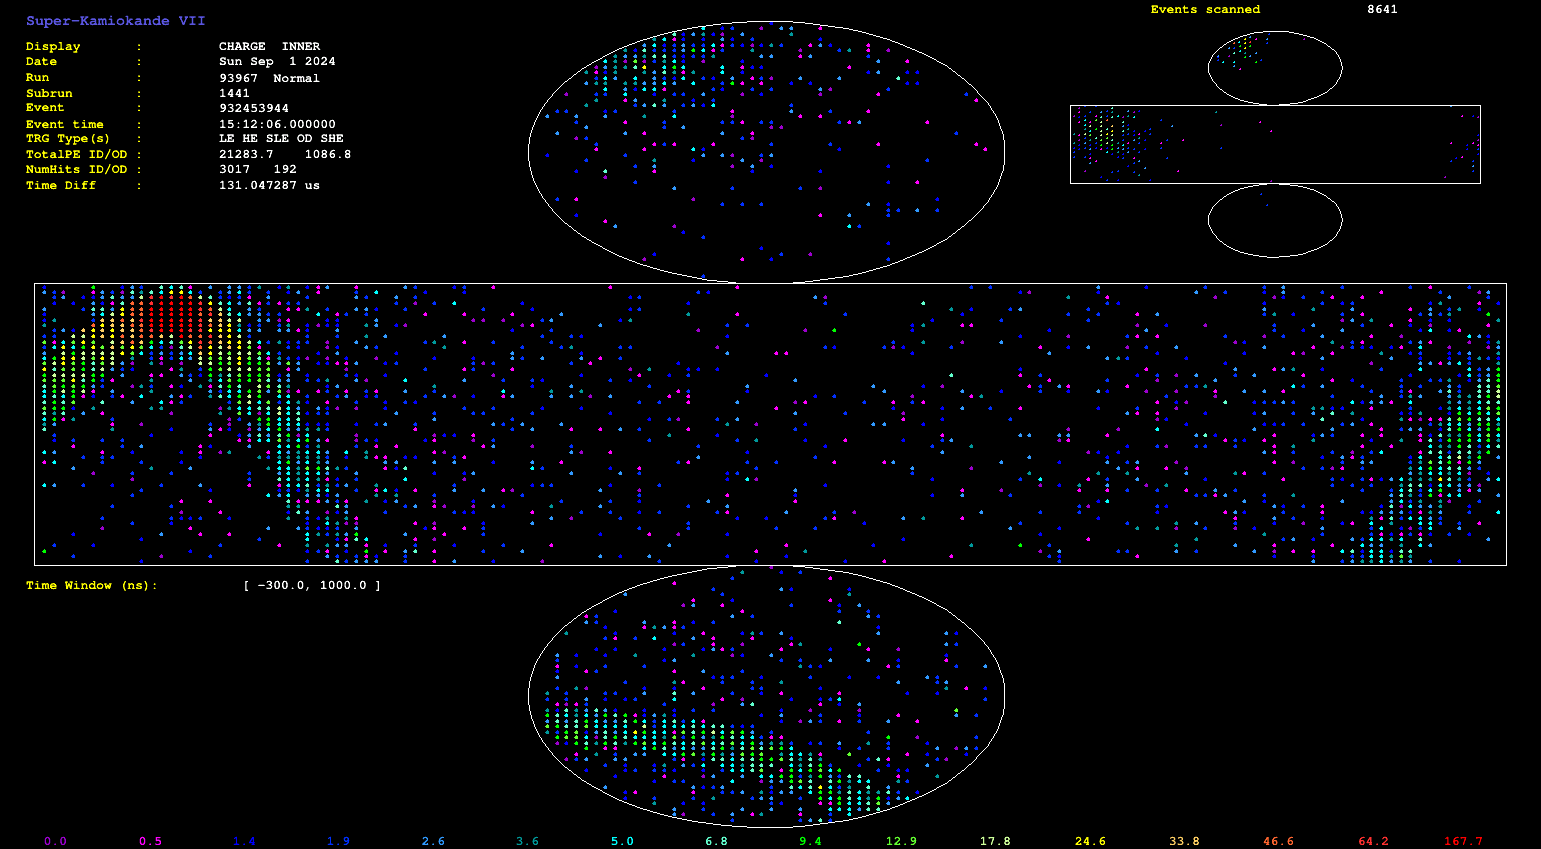 Super-Kamiokande VII
Events scanned 8641
Display : CHARGE INNER
Date : Sun Sep 1 2024
Run : 93967 Normal
Subrun : 1441
Event : 932453944
Event time : 15:12:06.000000
TRG Type(s) : LE HE SLE OD SHE
TotalPE ID/OD : 21283.7 1086.8
NumHits ID/OD : 3017 192
Time Diff : 131.047287 us
Time Window (ns): [ -300.0, 1000.0 ]
0.0 0.5 1.4 1.9 2.6 3.6 5.0 6.8 9.4 12.9 17.8 24.6 33.8 46.6 64.2 167.7